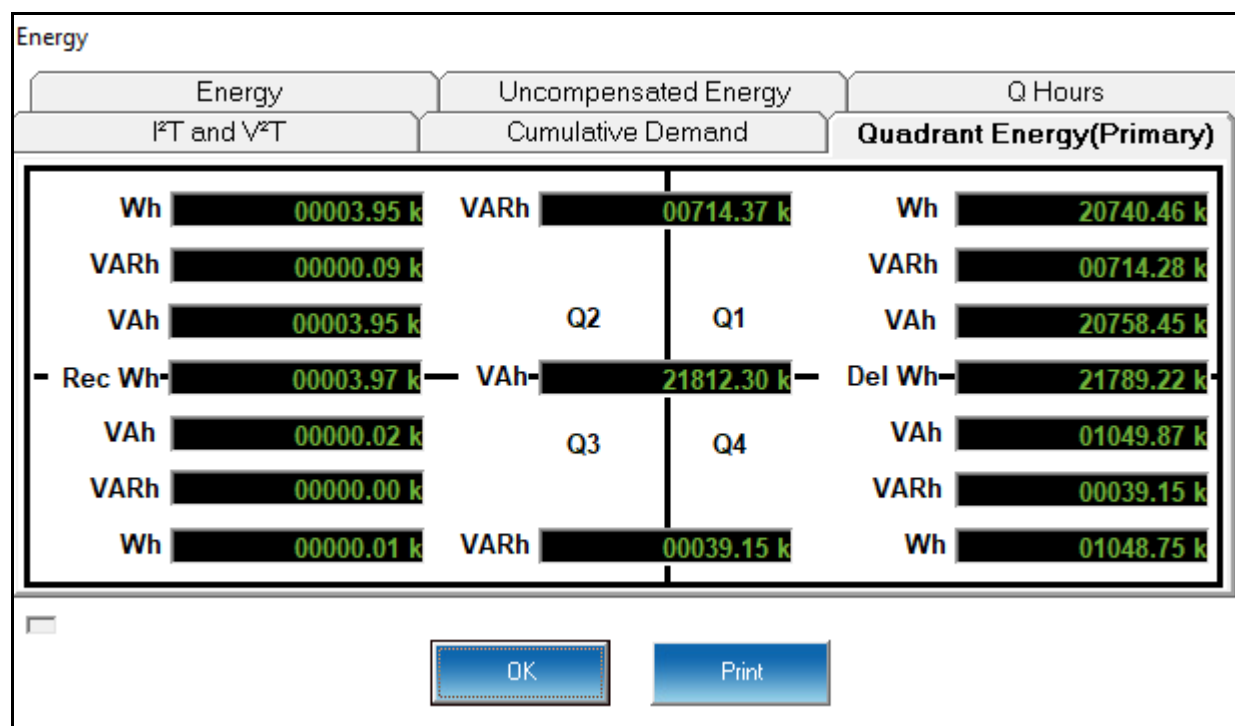 Energy
Energy Uncompensated Energy Q Hours
I²T and V²T Cumulative Demand Quadrant Energy(Primary)
Wh 00003.95 k VARh 00714.37 k Wh 20740.46 k
VARh 00000.09 k VARh 00714.28 k
VAh 00003.95 k Q2 Q1 VAh 20758.45 k
Rec Wh 00003.97 k VAh 21812.30 k Del Wh 21789.22 k
VAh 00000.02 k Q3 Q4 VAh 01049.87 k
VARh 00000.00 k VARh 00039.15 k
Wh 00000.01 k VARh 00039.15 k Wh 01048.75 k
OK Print